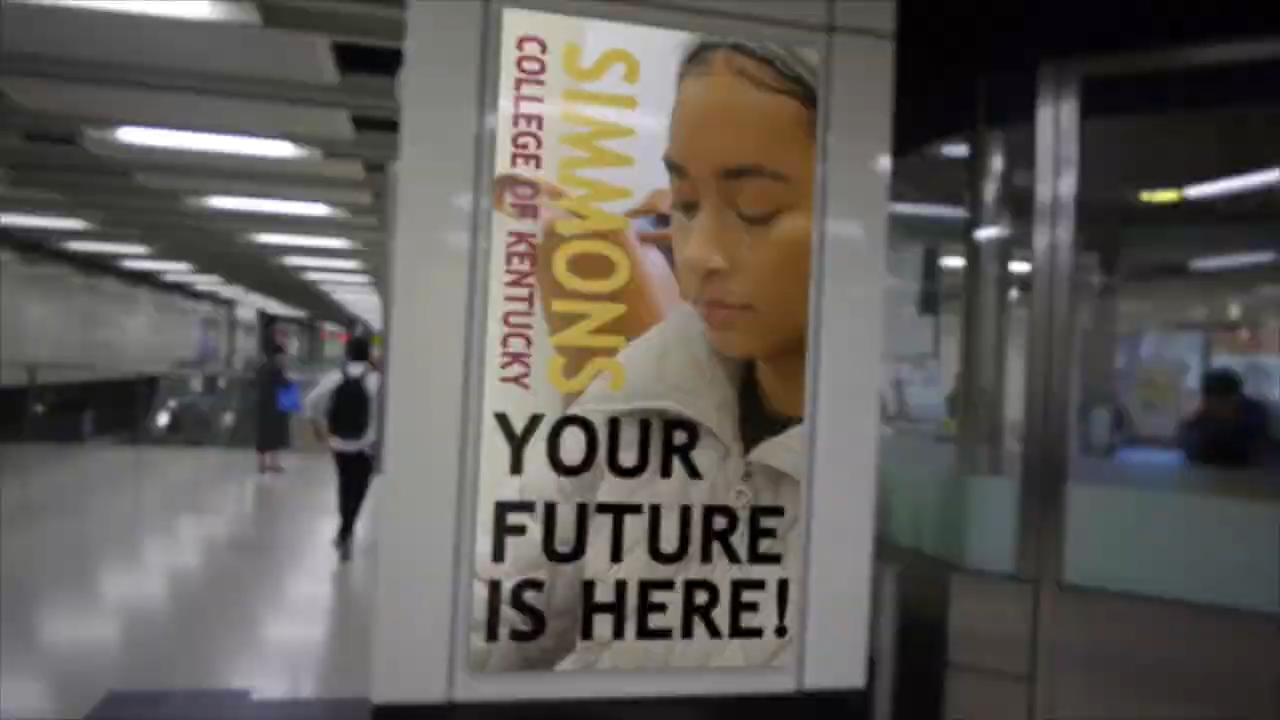 SIMMONS
COLLEGE OF KENTUCKY
YOUR
FUTURE
IS HERE!